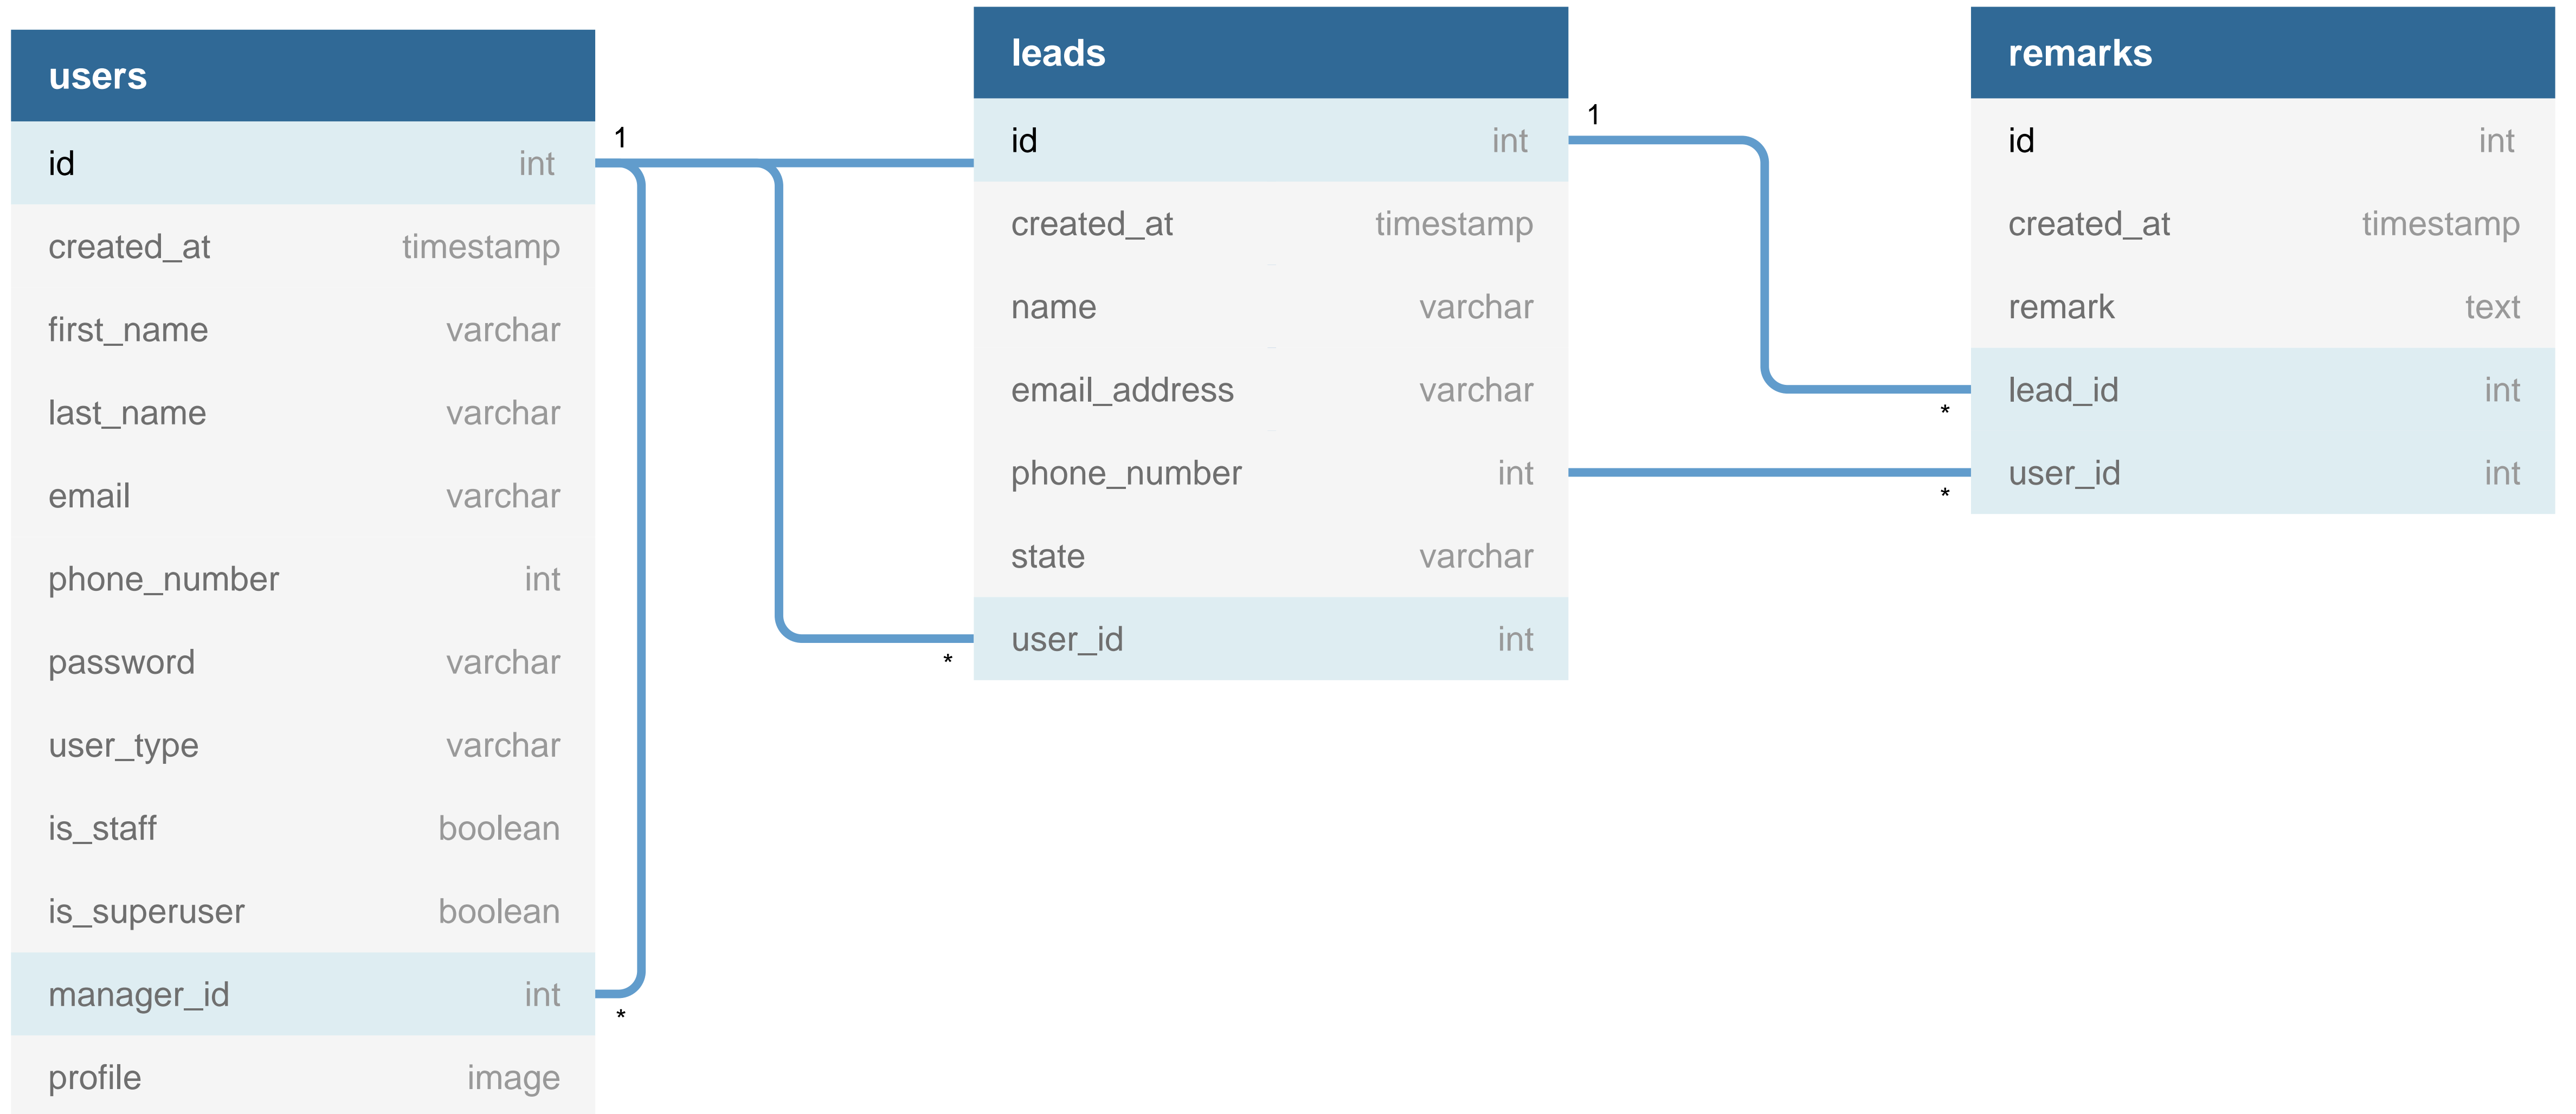 users
1
id int
created_at timestamp
first_name varchar
last_name varchar
email varchar
phone_number int
password varchar
user_type varchar
is_staff boolean
is_superuser boolean
manager_id int
*
profile image
leads
1
id int
created_at timestamp
name varchar
email_address varchar
phone_number int
state varchar
user_id int
*
remarks
id int
created_at timestamp
remark text
lead_id int
*
user_id int
*